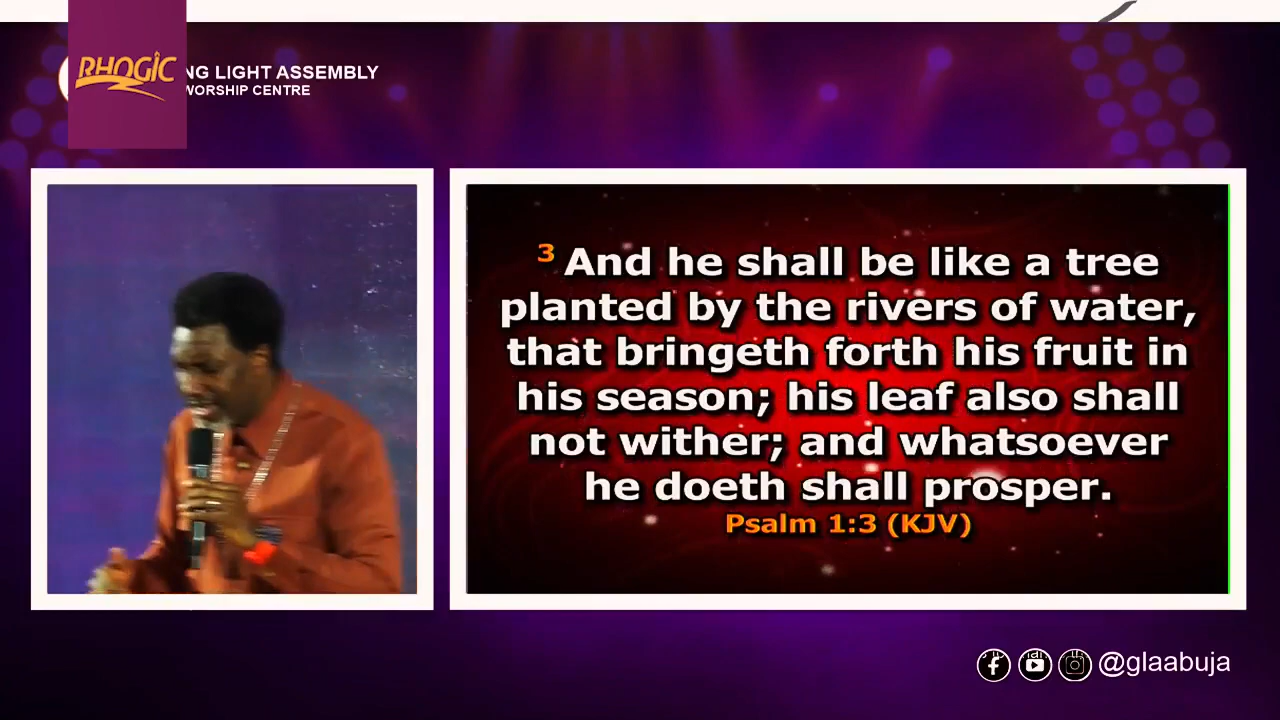 RHOGIC
NG LIGHT ASSEMBLY
WORSHIP CENTRE
3 And he shall be like a tree
planted by the rivers of water,
that bringeth forth his fruit in
his season; his leaf also shall
not wither; and whatsoever
he doeth shall prosper.
Psalm 1:3 (KJV)
@glaabuja